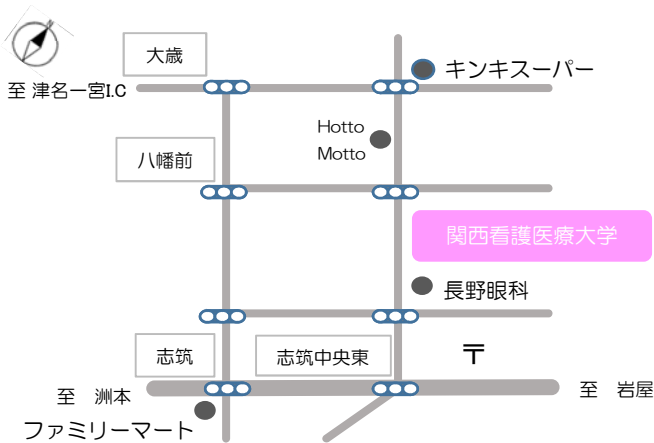 大歳
キンキスーパー
至 津名一宮I.C
Hotto
Motto
八幡前
関西看護医療大学
長野眼科
志筑
志筑中央東
〒
至 洲本
至 岩屋
ファミリーマート